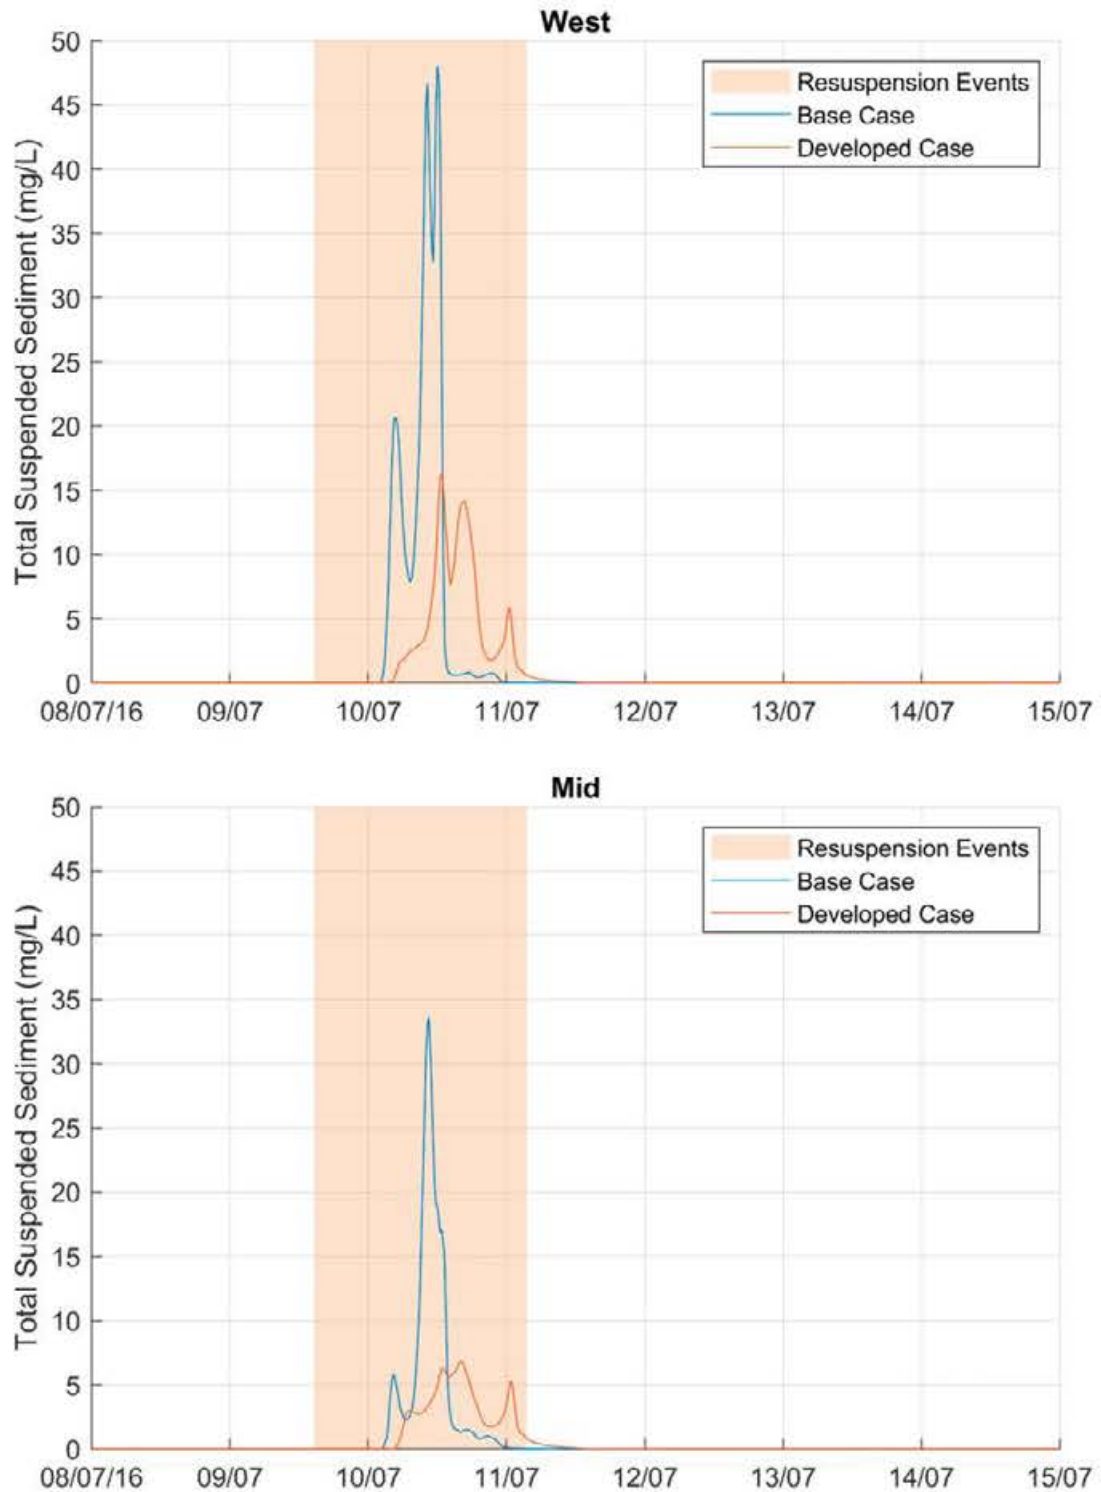 West
50
45
40
35
30
25
20
15
10
5
0
Total Suspended Sediment (mg/L)
Resuspension Events
Base Case
Developed Case
08/07/16 09/07 10/07 11/07 12/07 13/07 14/07 15/07
Mid
50
45
40
35
30
25
20
15
10
5
0
Total Suspended Sediment (mg/L)
Resuspension Events
Base Case
Developed Case
08/07/16 09/07 10/07 11/07 12/07 13/07 14/07 15/07